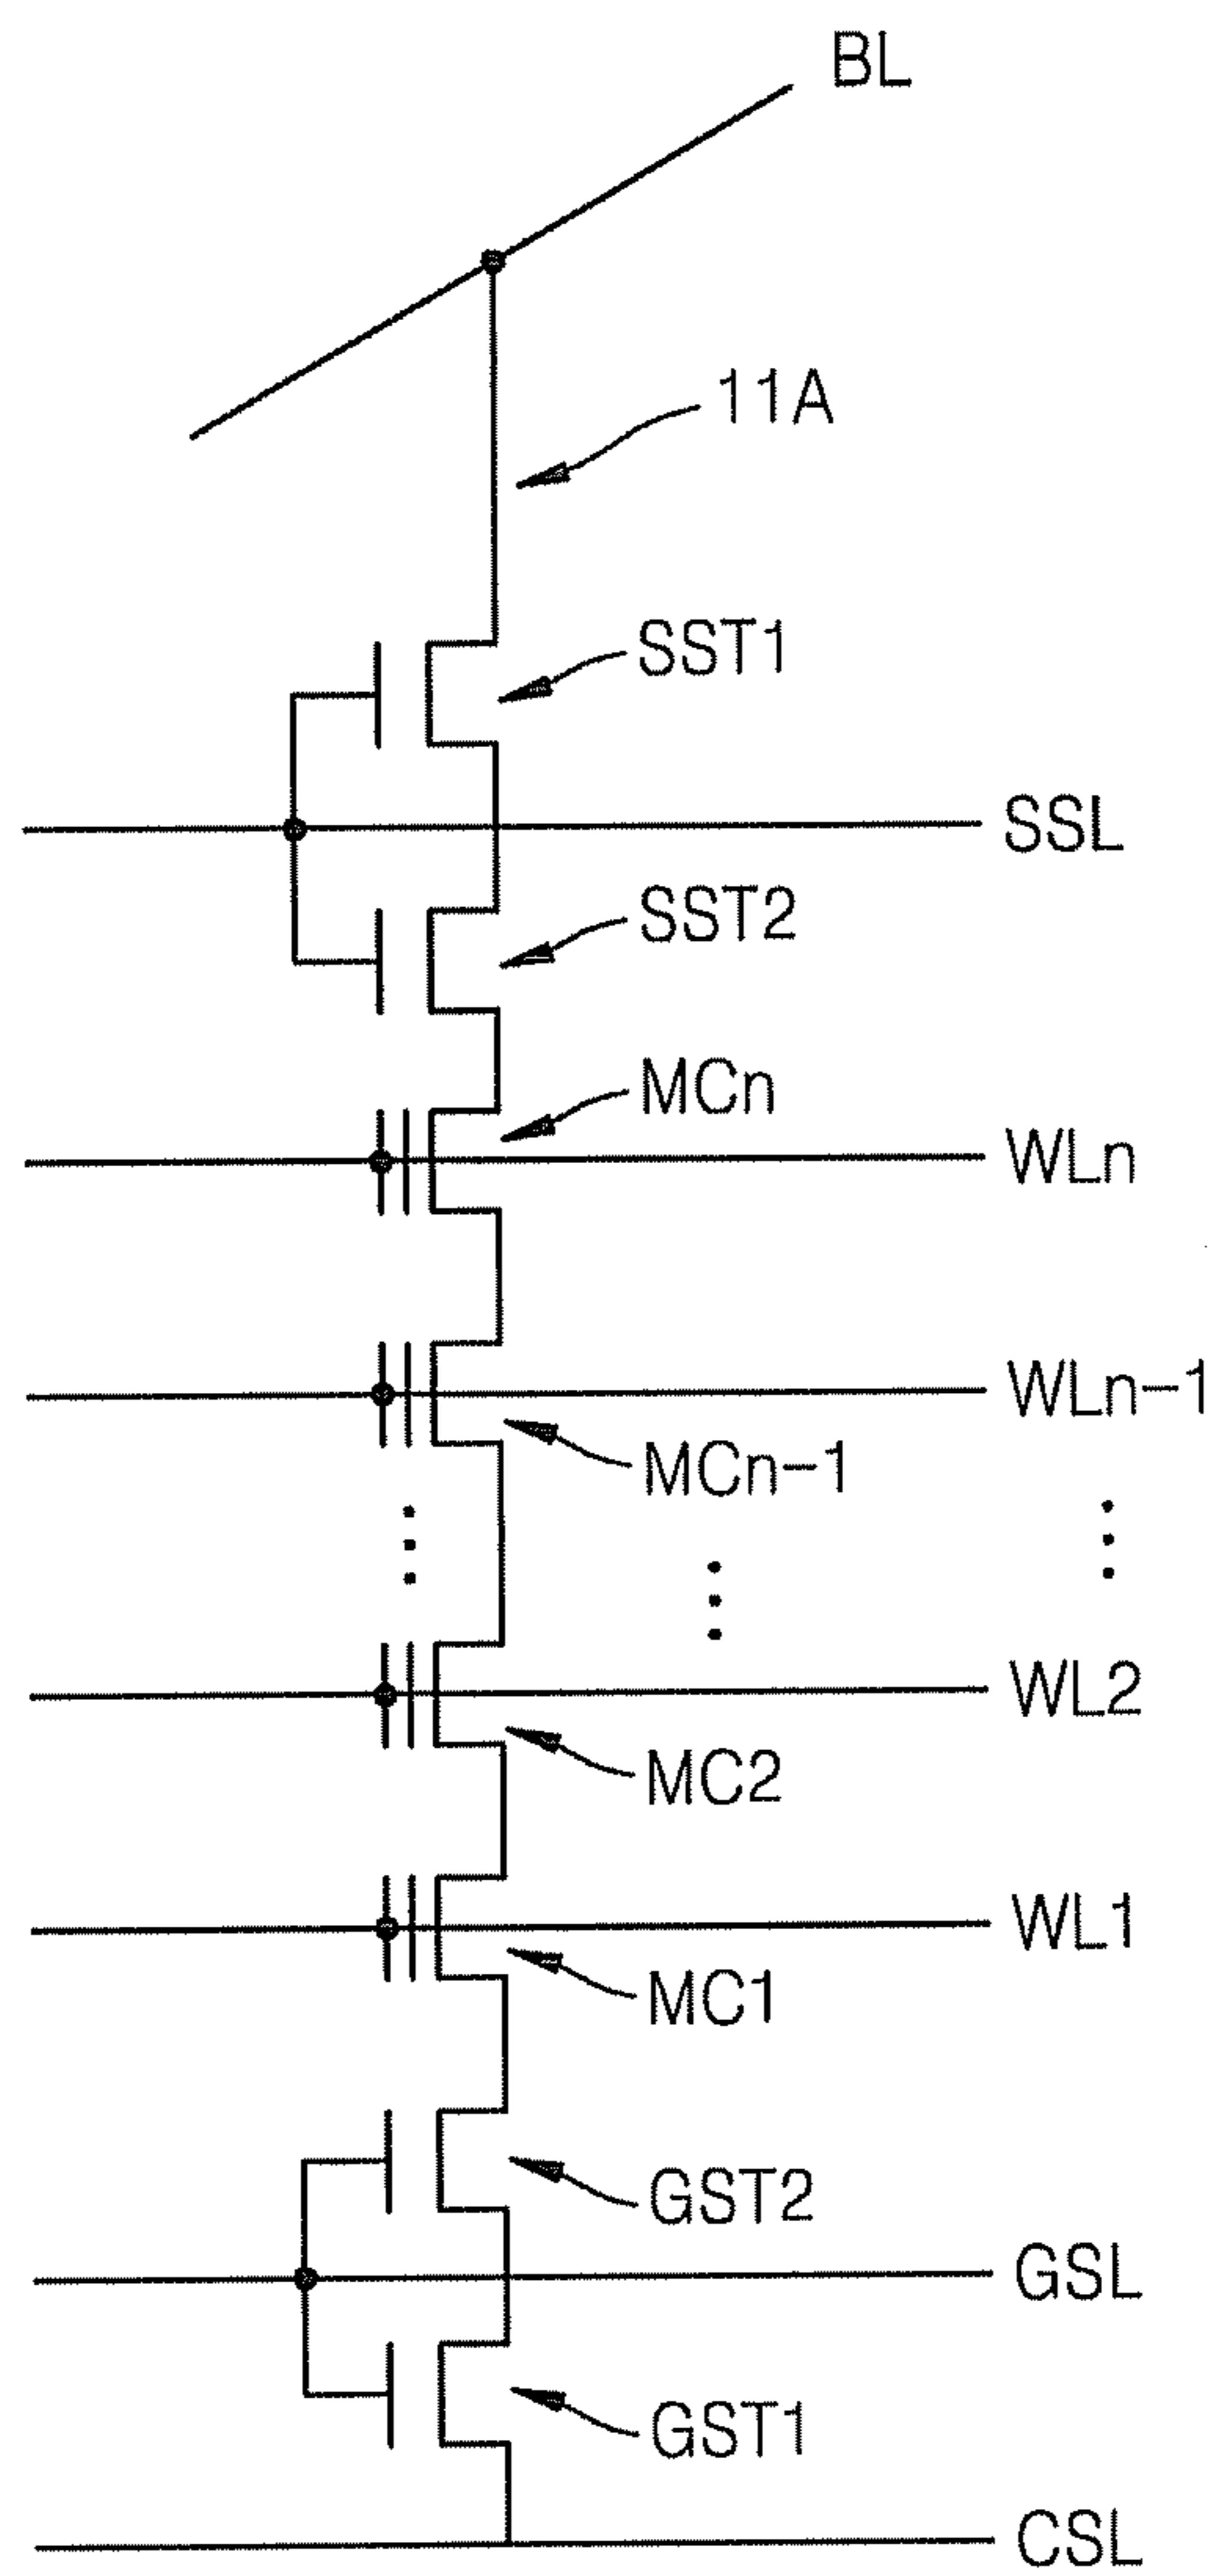 BL
11A
SST1
SSL
SST2
MCn
WLn
WLn-1
MCn-1
WL2
MC2
WL1
MC1
GST2
GSL
GST1
CSL